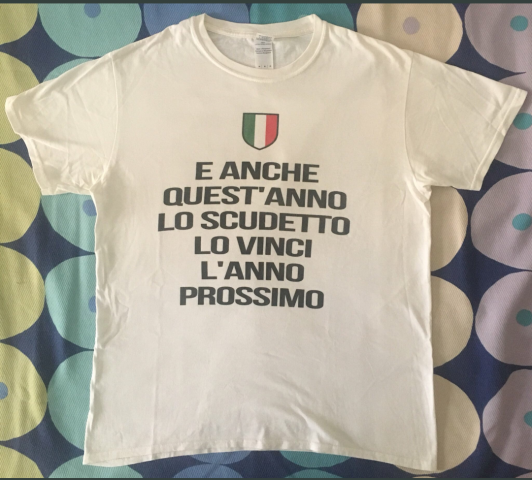 E ANCHE
QUEST'ANNO
LO SCUDETTO
LO VINCI
L'ANNO
PROSSIMO